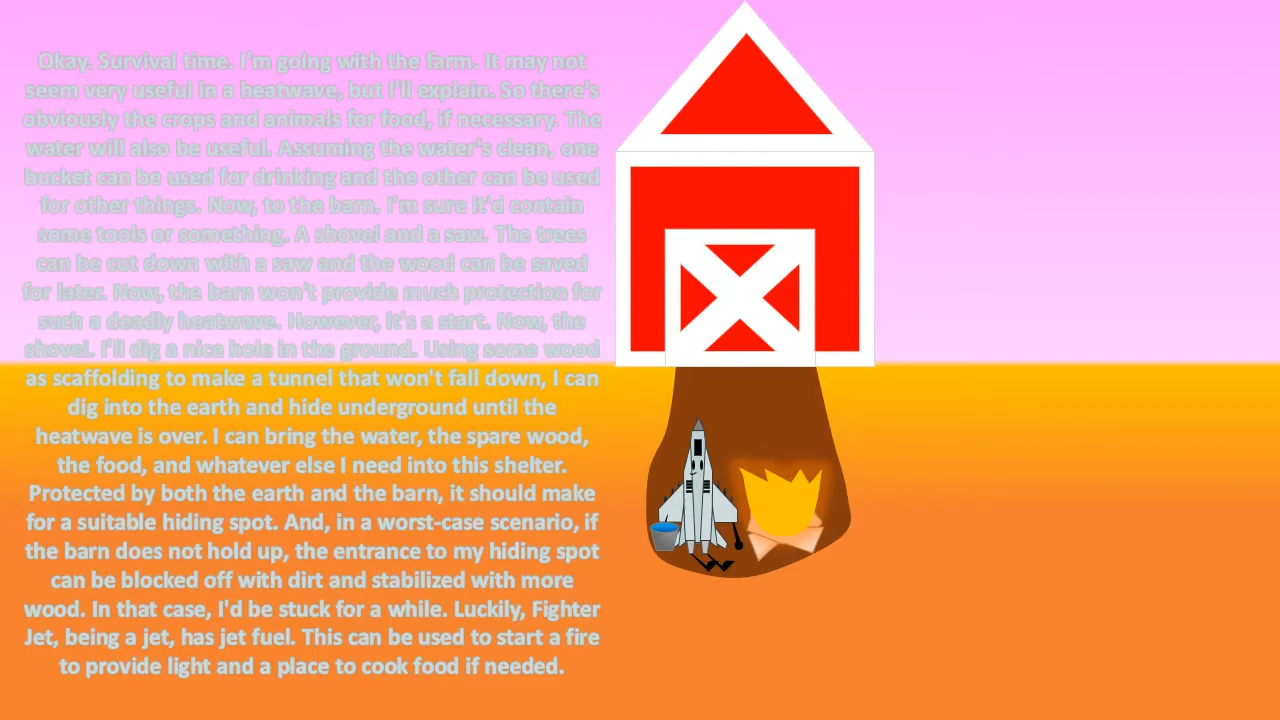 Okay. Survival time. I'm going with the farm. It may not
seem very useful in a heatwave, but I'll explain. So there's
obviously the crops and animals for food, if necessary. The
water will also be useful. Assuming the water's clean, one
bucket can be used for drinking and the other can be used
for other things. Now, to the barn. I'm sure it'd contain
some tools or something. A shovel and a saw. The trees
can be cut down with a saw and the wood can be saved
for later. Now, the barn won't provide much protection for
such a deadly heatwave. However, it's a start. Now, the
shovel. I'll dig a nice hole in the ground. Using some wood
as scaffolding to make a tunnel that won't fall down, I can
dig into the earth and hide underground until the
heatwave is over. I can bring the water, the spare wood,
the food, and whatever else I need into this shelter.
Protected by both the earth and the barn, it should make
for a suitable hiding spot. And, in a worst-case scenario, if
the barn does not hold up, the entrance to my hiding spot
can be blocked off with dirt and stabilized with more
wood. In that case, I'd be stuck for a while. Luckily, Fighter
Jet, being a jet, has jet fuel. This can be used to start a fire
to provide light and a place to cook food if needed.